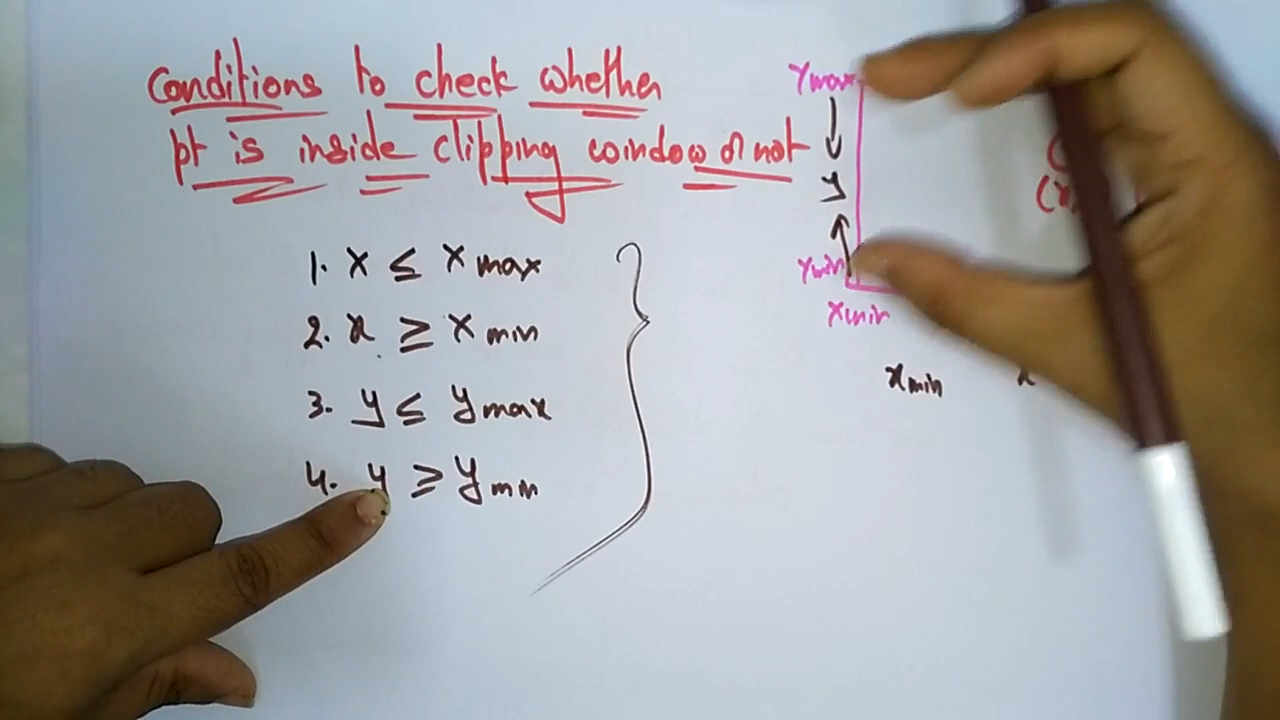 Conditions to check whether
pt is inside clipping window or not
1. x ≤ xmax
2. x ≥ xmin
3. y ≤ ymax
4. y ≥ ymin
Ymax
y
Ymin
Xmin
xmin x
(x